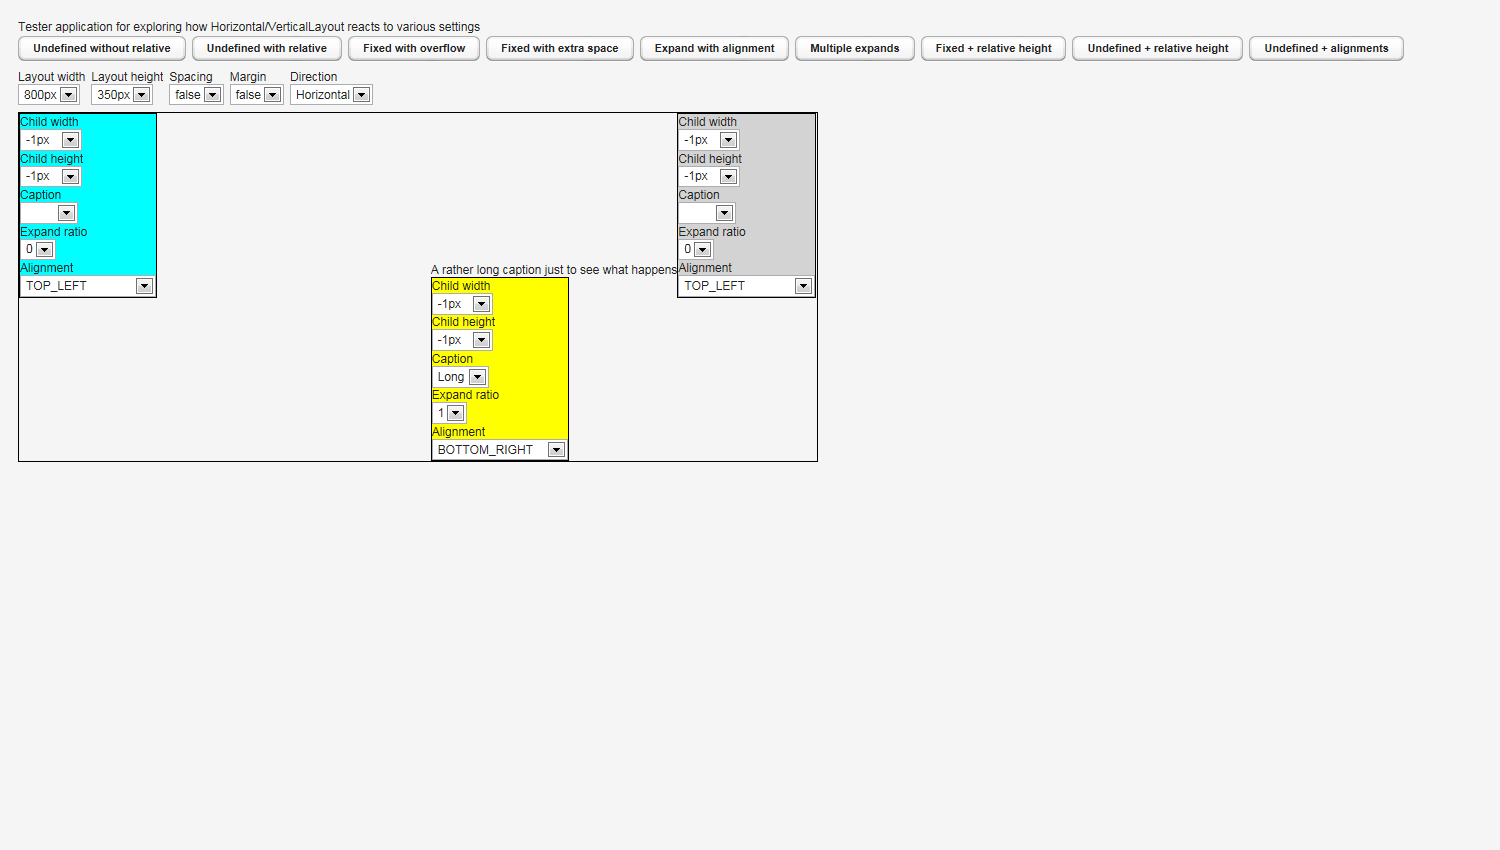 Tester application for exploring how Horizontal/VerticalLayout reacts to various settings
Undefined without relative Undefined with relative Fixed with overflow Fixed with extra space Expand with alignment Multiple expands Fixed + relative height Undefined + relative height Undefined + alignments
Layout width Layout height Spacing Margin Direction
800px 350px false false Horizontal
Child width
-1px
Child height
-1px
Caption
Expand ratio
0
Alignment
TOP_LEFT
A rather long caption just to see what happens
Child width
-1px
Child height
-1px
Caption
Long
Expand ratio
1
Alignment
BOTTOM_RIGHT
Child width
-1px
Child height
-1px
Caption
Expand ratio
0
Alignment
TOP_LEFT